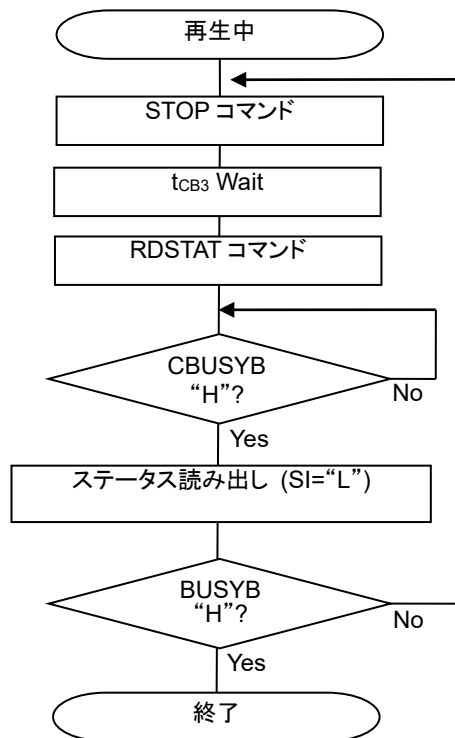 再生中
STOP コマンド
tCB3 Wait
RDSTAT コマンド
CBUSYB
“H”?
No
Yes
ステータス読み出し (SI=“L”)
BUSYB
“H”?
No
Yes
終了